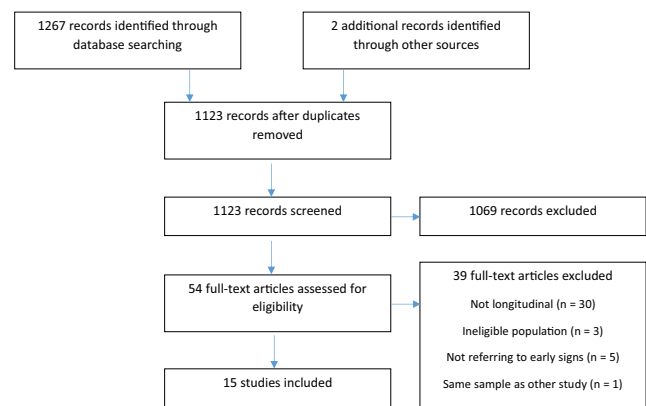 1267 records identified through
database searching
2 additional records identified
through other sources
1123 records after duplicates
removed
1123 records screened
1069 records excluded
54 full-text articles assessed for
eligibility
39 full-text articles excluded
Not longitudinal (n = 30)
Ineligible population (n = 3)
Not referring to early signs (n = 5)
Same sample as other study (n = 1)
15 studies included